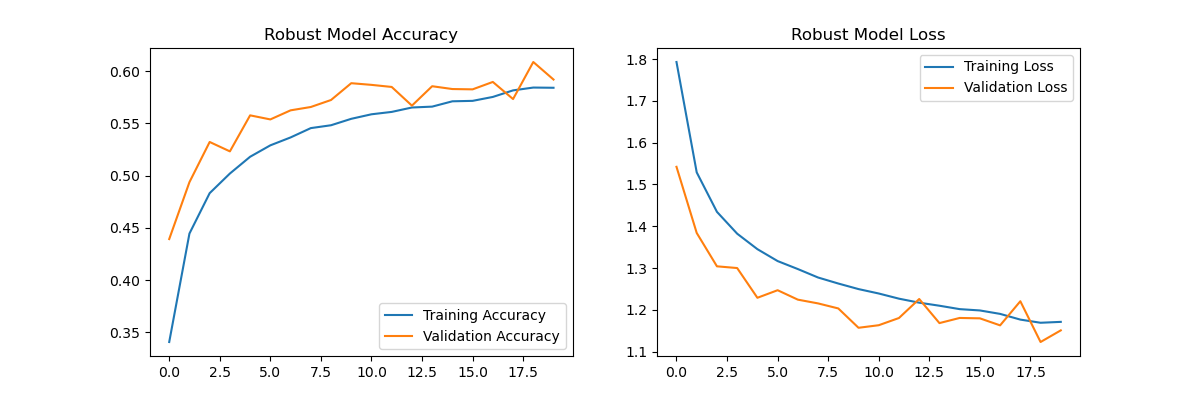 Robust Model Accuracy
0.60
0.55
0.50
0.45
0.40
0.35
Training Accuracy
Validation Accuracy
0.0 2.5 5.0 7.5 10.0 12.5 15.0 17.5
Robust Model Loss
1.8
1.7
1.6
1.5
1.4
1.3
1.2
1.1
Training Loss
Validation Loss
0.0 2.5 5.0 7.5 10.0 12.5 15.0 17.5